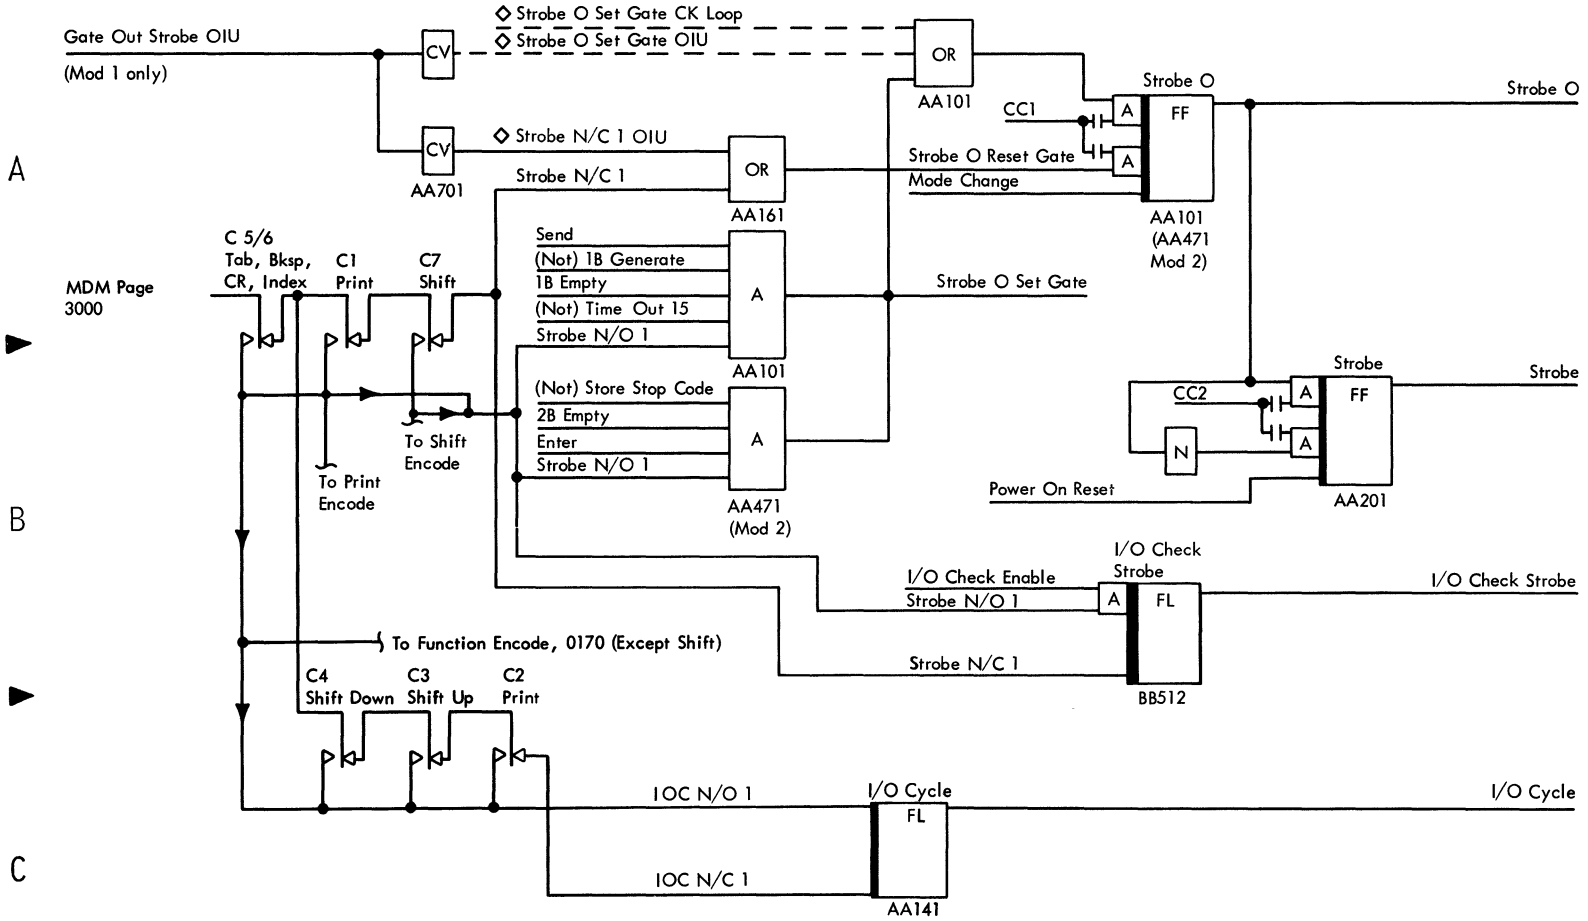 ◇ Strobe O Set Gate CK Loop
Gate Out Strobe OIU
(Mod 1 only)
CV
◇ Strobe O Set Gate OIU
OR
AA101
Strobe O
Strobe O
CC1
A
FF
A
CV
AA701
◇ Strobe N/C 1 OIU
Strobe N/C 1
OR
AA161
Strobe O Reset Gate
Mode Change
A
AA101
(AA471
Mod 2)
C 5/6
Tab, Bksp,
CR, Index
C1
Print
C7
Shift
MDM Page
3000
Send
(Not) 1B Generate
1B Empty
(Not) Time Out 15
Strobe N/O 1
A
AA101
Strobe O Set Gate
Strobe
Strobe
CC2
A
FF
A
N
Power On Reset
AA201
(Not) Store Stop Code
2B Empty
Enter
Strobe N/O 1
A
AA471
(Mod 2)
To Shift
Encode
To Print
Encode
B
I/O Check
Strobe
I/O Check Enable
Strobe N/O 1
A
FL
I/O Check Strobe
Strobe N/C 1
BB512
To Function Encode, 0170 (Except Shift)
C4
Shift Down
C3
Shift Up
C2
Print
IOC N/O 1
I/O Cycle
FL
I/O Cycle
C
IOC N/C 1
AA141